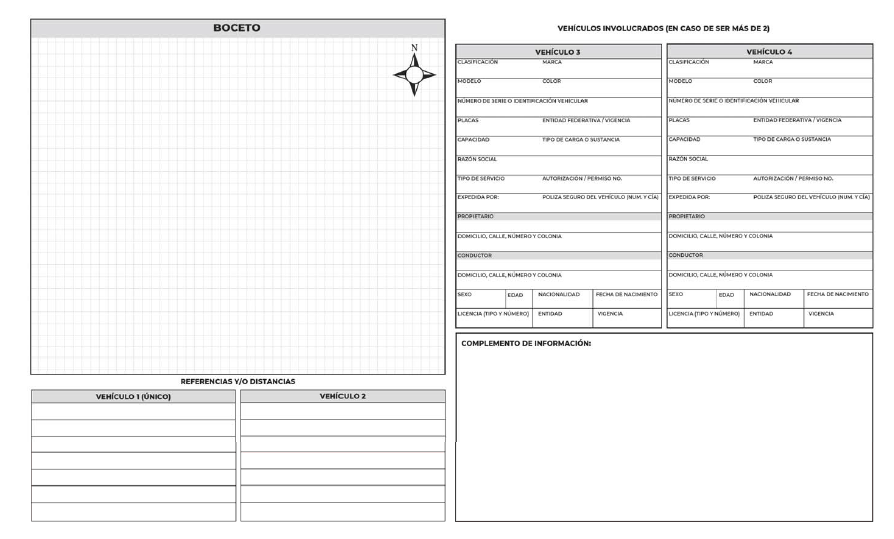 BOCETO
N
REFERENCIAS Y/O DISTANCIAS
VEHÍCULO 1 (ÚNICO)
VEHÍCULO 2
VEHÍCULOS INVOLUCRADOS (EN CASO DE SER MÁS DE 2)
VEHÍCULO 3
CLASIFICACIÓN MARCA
MODELO COLOR
NÚMERO DE SERIE O IDENTIFICACIÓN VEHICULAR
PLACAS ENTIDAD FEDERATIVA / VIGENCIA
CAPACIDAD TIPO DE CARGA O SUSTANCIA
RAZÓN SOCIAL
TIPO DE SERVICIO AUTORIZACIÓN / PERMISO NO.
EXPEDIDA POR: POLIZA SEGURO DEL VEHÍCULO (NUM. Y CÍA)
PROPIETARIO
DOMICILIO, CALLE, NÚMERO Y COLONIA
CONDUCTOR
DOMICILIO, CALLE, NÚMERO Y COLONIA
SEXO EDAD NACIONALIDAD FECHA DE NACIMIENTO
LICENCIA (TIPO Y NÚMERO) ENTIDAD VIGENCIA
VEHÍCULO 4
CLASIFICACIÓN MARCA
MODELO COLOR
NÚMERO DE SERIE O IDENTIFICACIÓN VEHICULAR
PLACAS ENTIDAD FEDERATIVA / VIGENCIA
CAPACIDAD TIPO DE CARGA O SUSTANCIA
RAZÓN SOCIAL
TIPO DE SERVICIO AUTORIZACIÓN / PERMISO NO.
EXPEDIDA POR: POLIZA SEGURO DEL VEHÍCULO (NUM. Y CÍA)
PROPIETARIO
DOMICILIO, CALLE, NÚMERO Y COLONIA
CONDUCTOR
DOMICILIO, CALLE, NÚMERO Y COLONIA
SEXO EDAD NACIONALIDAD FECHA DE NACIMIENTO
LICENCIA (TIPO Y NÚMERO) ENTIDAD VIGENCIA
COMPLEMENTO DE INFORMACIÓN: